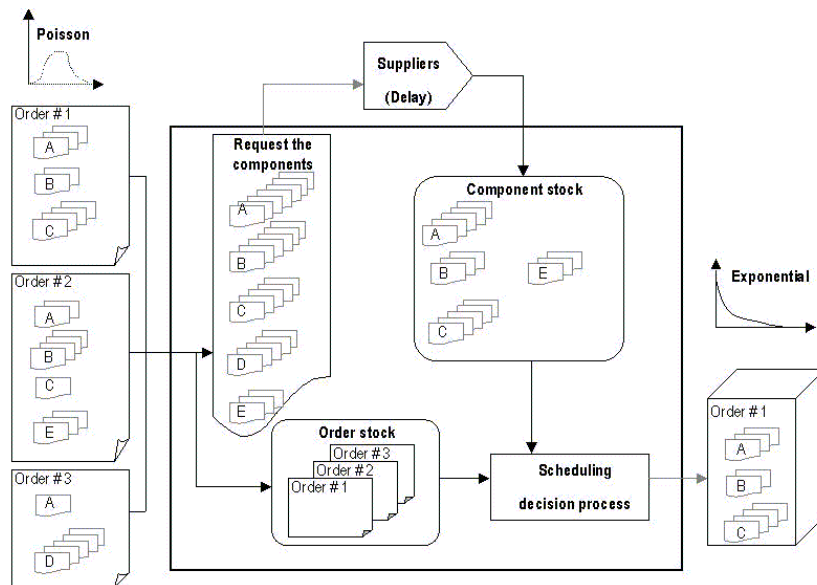 Poisson
Order #1
A
B
C
Order #2
A
B
C
E
Order #3
A
D
Suppliers
(Delay)
Request the
components
A
B
C
D
E
Component stock
A
B
E
C
Order stock
Order #3
Order #2
Order #1
Scheduling
decision process
Exponential
Order #1
A
B
C